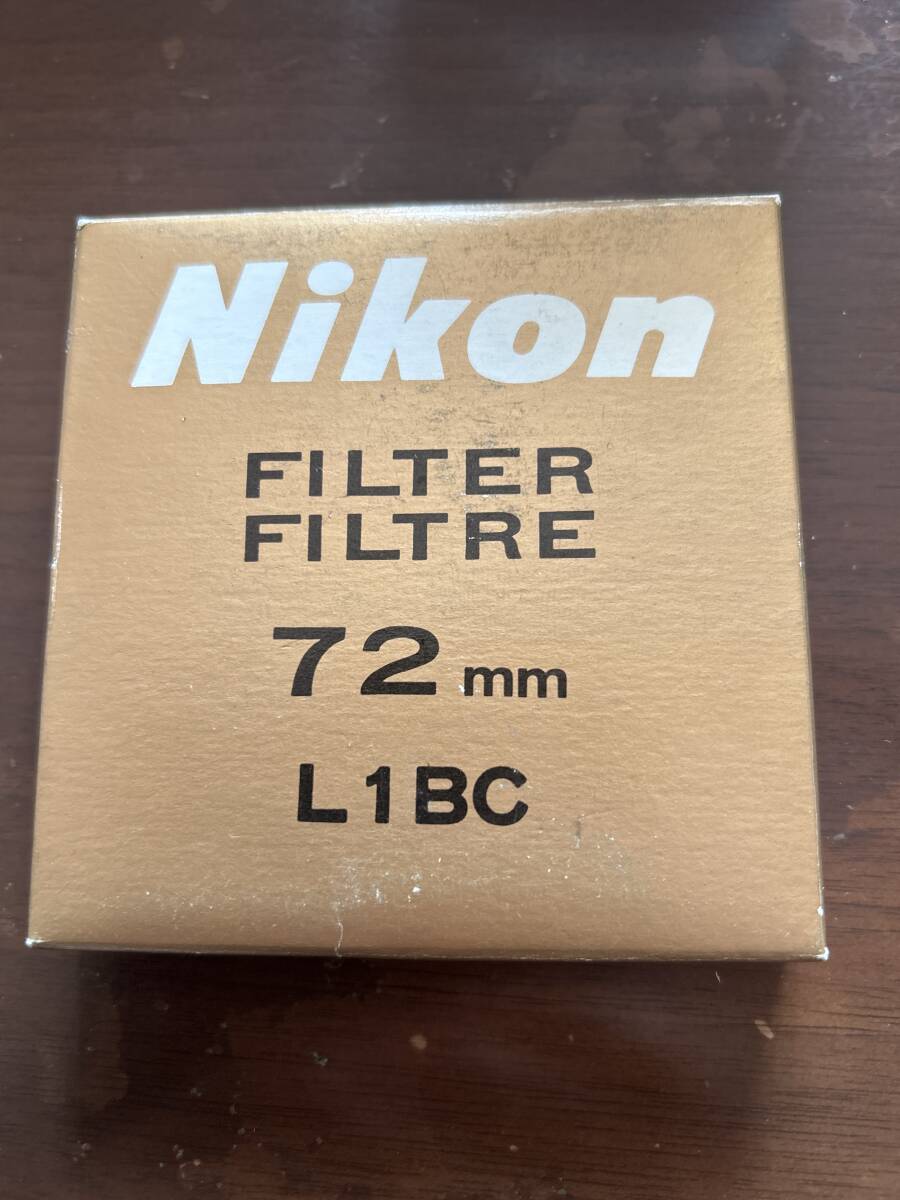 Nikon
FILTER
FILTRE
72 mm
L1BC